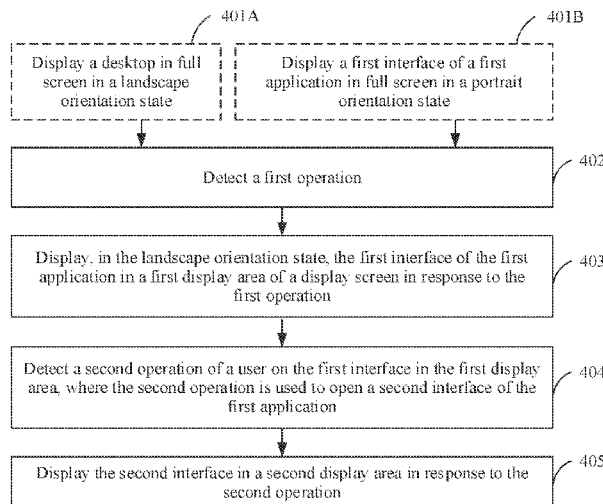 401A
401B
Display a desktop in full
screen in a landscape
orientation state
Display a first interface of a first
application in full screen in a portrait
orientation state
402
Detect a first operation
403
Display, in the landscape orientation state, the first interface of the first
application in a first display area of a display screen in response to the
first operation
404
Detect a second operation of a user on the first interface in the first display
area, where the second operation is used to open a second interface of the
first application
405
Display the second interface in a second display area in response to the
second operation